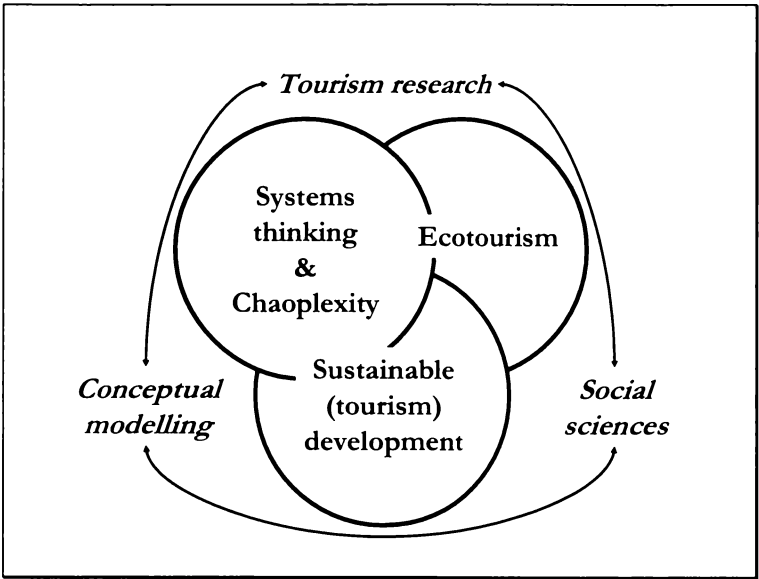 Tourism research
Systems
thinking
&
Chaoplexity
Ecotourism
Conceptual
modelling
Sustainable
(tourism)
development
Social
sciences